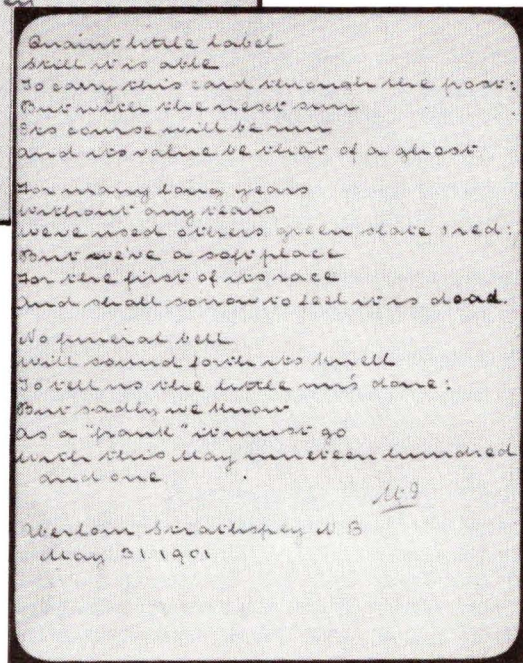 Quaint little label
Still it is able
To carry this card through the post:
But with the next sun
Its course will be run
And its value be that of a ghost.
For many long years
Without any tears
We've used others green slate & red:
But we've a soft place
For the first of its race
And shall sorrow to feel it is dead
No funeral bell
Will sound forth its knell
To tell us the little un's done:
But sadly we know
As a "frank" it must go
With this May nineteen hundred
and one
Aberlour Strathspey N.B
May 31 1901